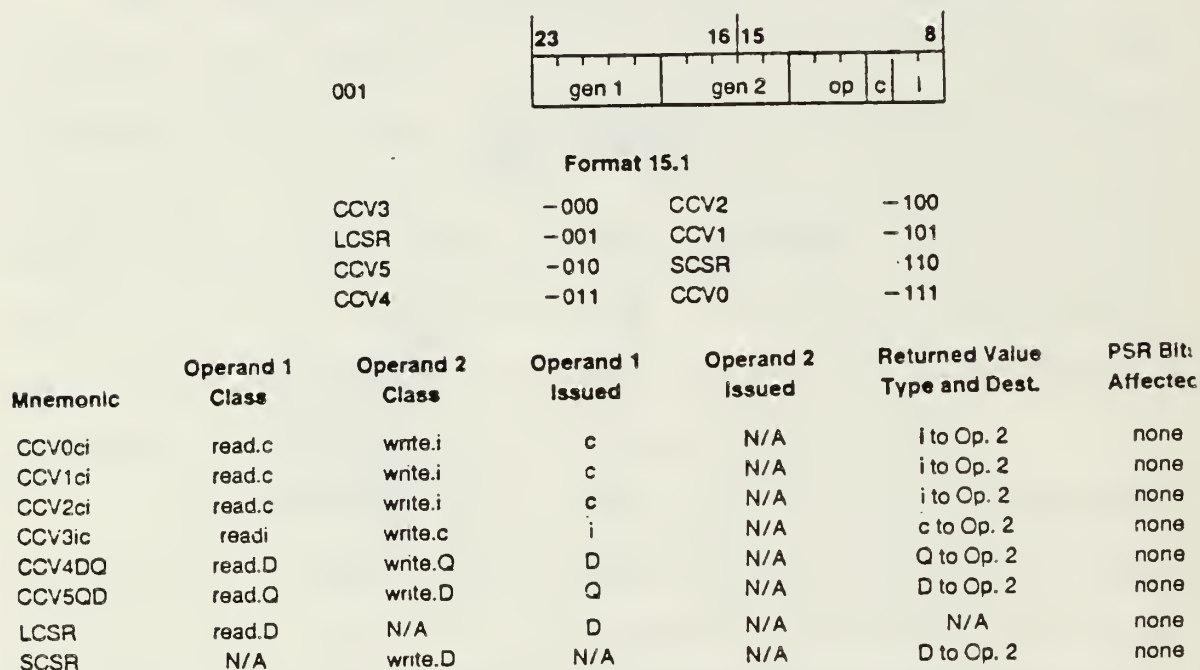 23 16 15 8
001 gen 1 gen 2 op c i
Format 15.1
CCV3 -000 CCV2 -100
LCSR -001 CCV1 -101
CCV5 -010 SCSR ·110
CCV4 -011 CCV0 -111
Mnemonic Operand 1 Class Operand 2 Class Operand 1 Issued Operand 2 Issued Returned Value Type and Dest. PSR Bits Affected
CCV0ci read.c write.i c N/A i to Op. 2 none
CCV1ci read.c write.i c N/A i to Op. 2 none
CCV2ci read.c write.i c N/A i to Op. 2 none
CCV3ic readi write.c i N/A c to Op. 2 none
CCV4DQ read.D write.Q D N/A Q to Op. 2 none
CCV5QD read.Q write.D Q N/A D to Op. 2 none
LCSR read.D N/A D N/A N/A none
SCSR N/A write.D N/A N/A D to Op. 2 none